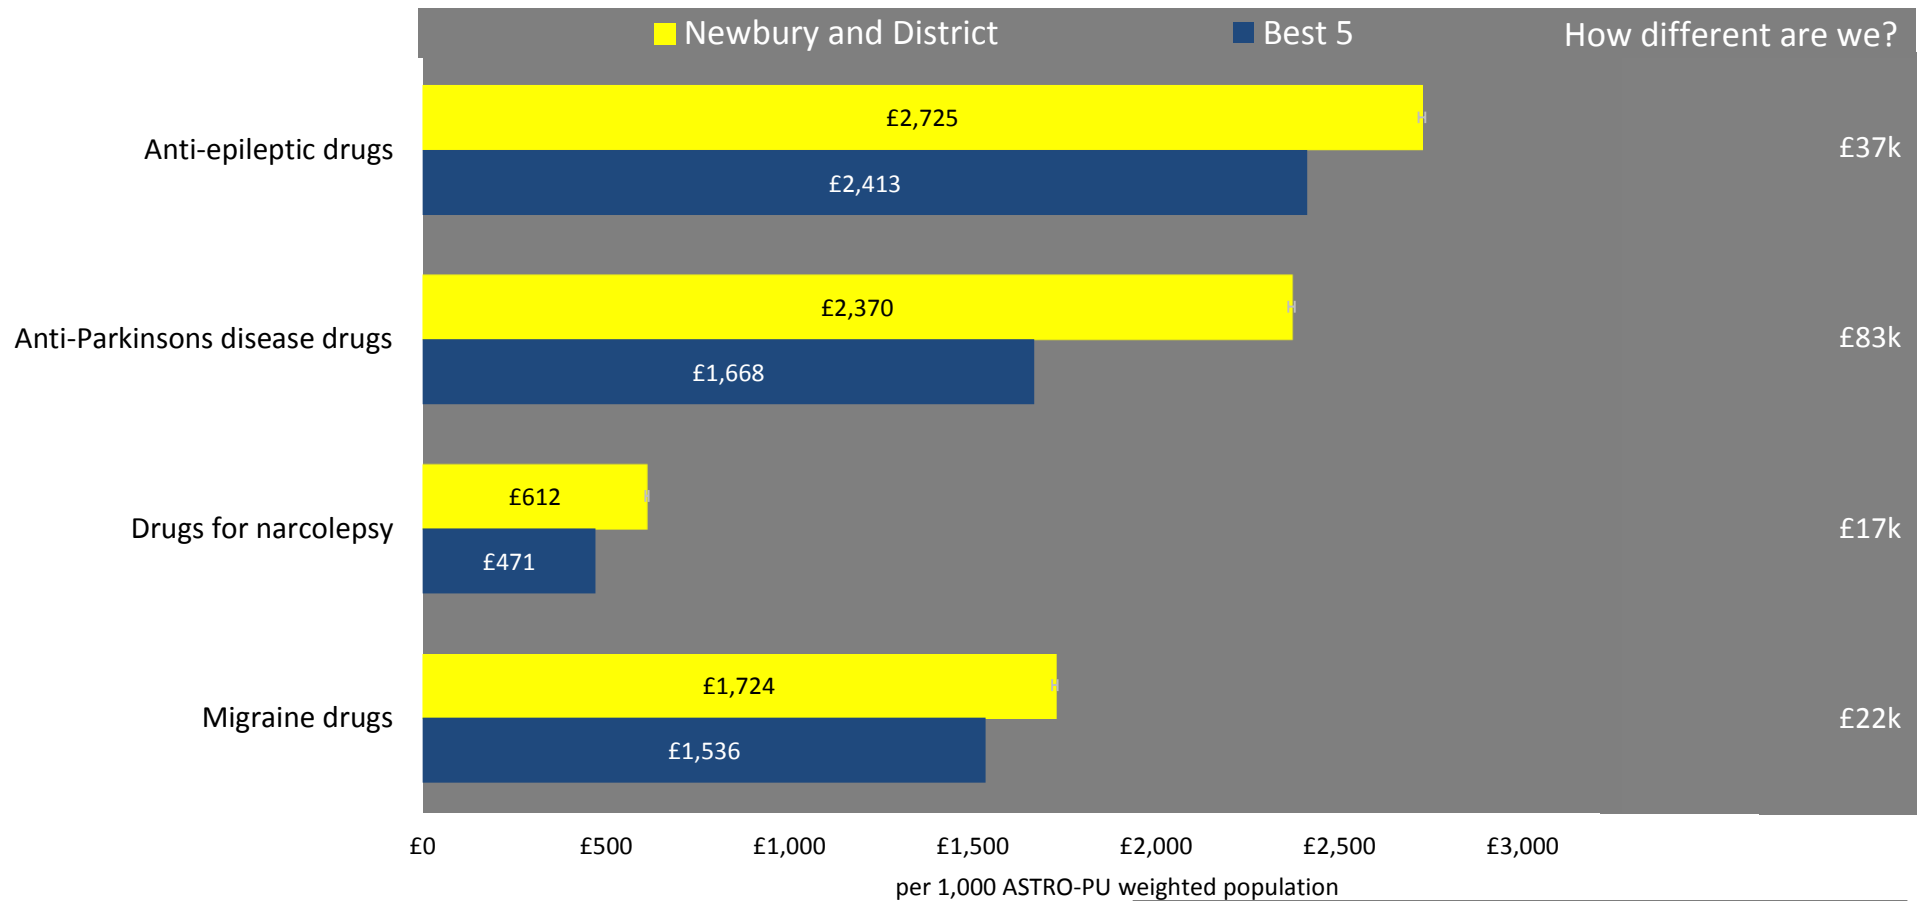 Newbury and District Best 5 How different are we?
Anti-epileptic drugs £2,725 £37k
£2,413
Anti-Parkinsons disease drugs £2,370 £83k
£1,668
Drugs for narcolepsy £612 £17k
£471
Migraine drugs £1,724 £22k
£1,536
£0 £500 £1,000 £1,500 £2,000 £2,500 £3,000
per 1,000 ASTRO-PU weighted population